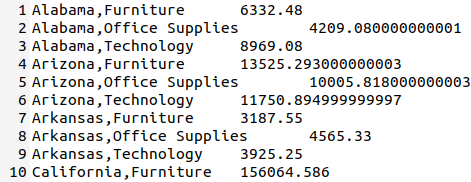 1 Alabama,Furniture 6332.48
2 Alabama,Office Supplies 4209.080000000001
3 Alabama,Technology 8969.08
4 Arizona,Furniture 13525.293000000003
5 Arizona,Office Supplies 10005.818000000003
6 Arizona,Technology 11750.894999999997
7 Arkansas,Furniture 3187.55
8 Arkansas,Office Supplies 4565.33
9 Arkansas,Technology 3925.25
10 California,Furniture 156064.586